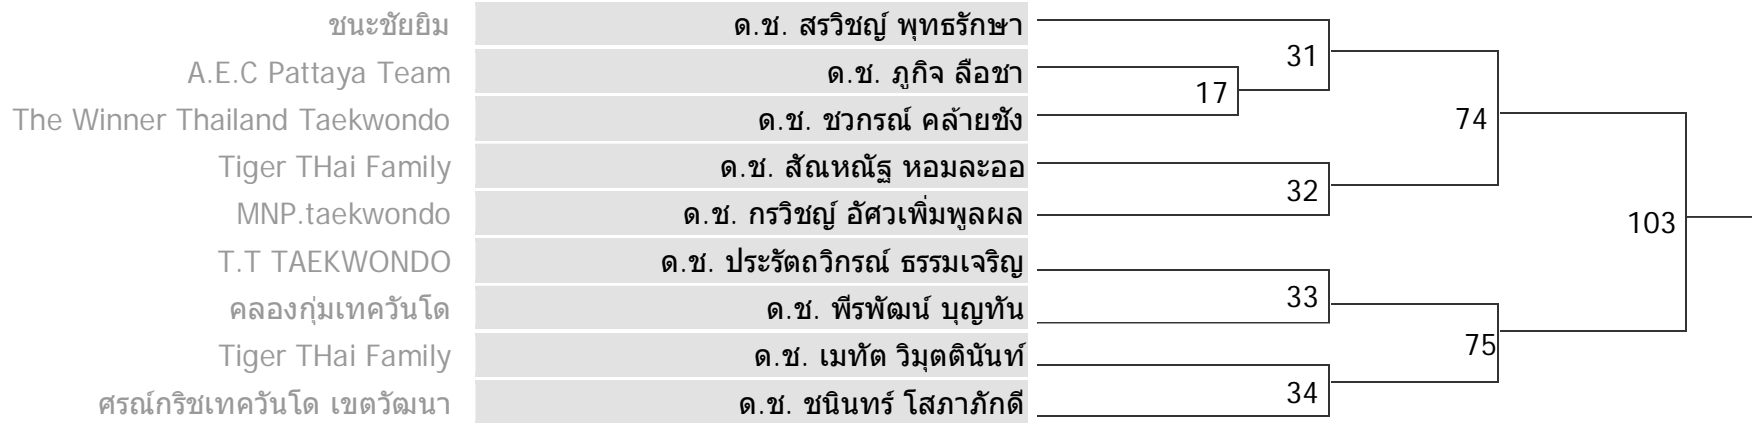 ชนะชัยยิม ด.ช. สรวิชญ์ พุทธรักษา
31
A.E.C Pattaya Team ด.ช. ภูกิจ ลือชา
17
The Winner Thailand Taekwondo ด.ช. ชวกรณ์ คล้ายชัง
74
Tiger THai Family ด.ช. สัณหณัฐ หอมละออ
32
MNP.taekwondo ด.ช. กรวิชญ์ อัศวเพิ่มพูลผล
103
T.T TAEKWONDO ด.ช. ประรัตถวิกรณ์ ธรรมเจริญ
33
คลองกุ่มเทควันโด ด.ช. พีรพัฒน์ บุญทัน
75
Tiger THai Family ด.ช. เมทัต วิมุตตินันท์
34
ศรณ์กริชเทควันโด เขตวัฒนา ด.ช. ชนินทร์ โสภาภักดี